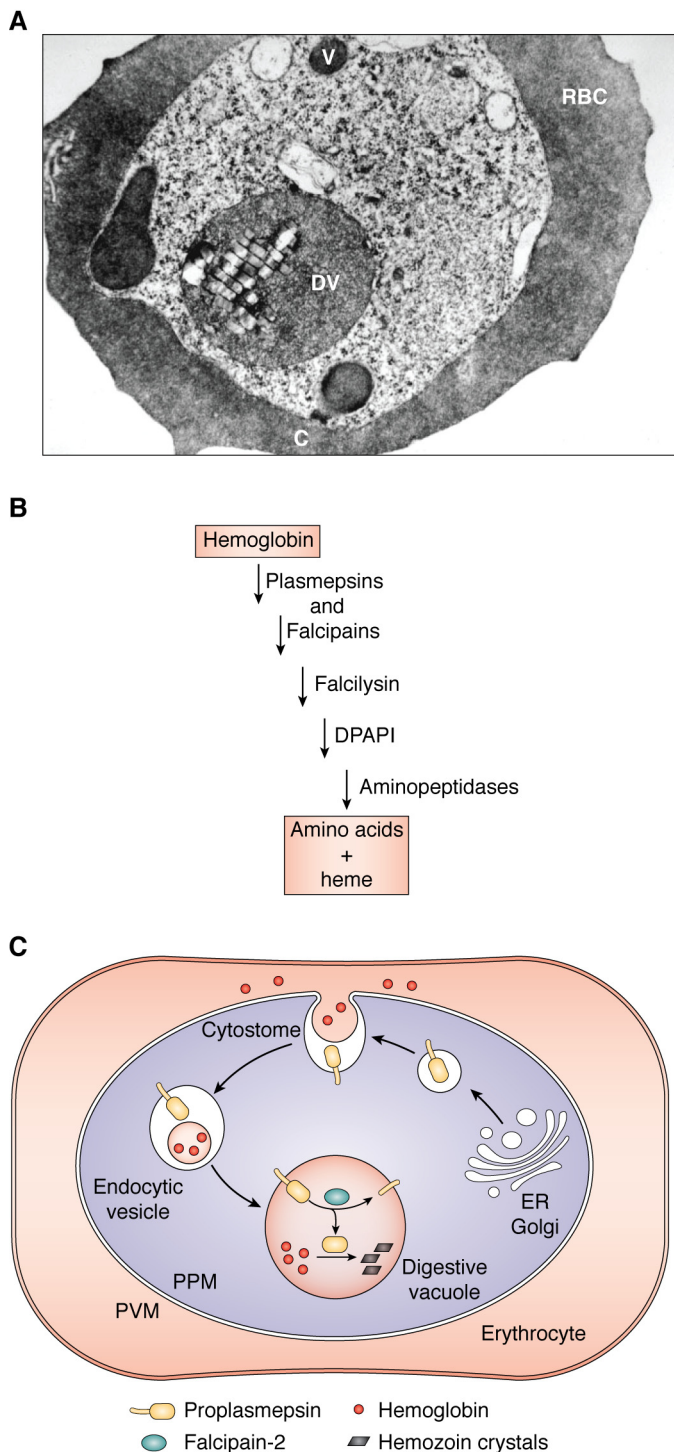 A
V
RBC
DV
C
B
Hemoglobin
Plasmepsins
and
Falcipains
Falcilysin
DPAPI
Aminopeptidases
Amino acids
+
heme
C
Cytostome
Endocytic
vesicle
ER
Golgi
Digestive
vacuole
PPM
PVM
Erythrocyte
Proplasmepsin
Hemoglobin
Falcipain-2
Hemozoin crystals